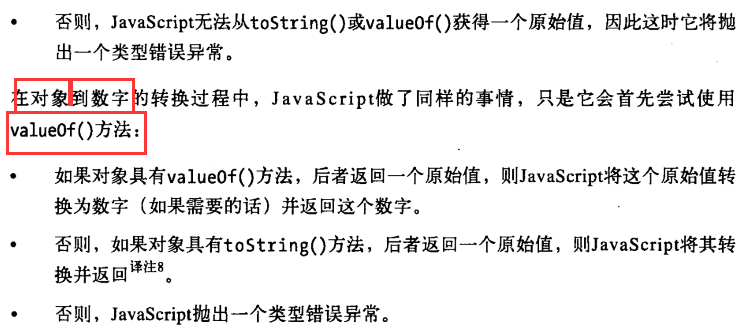 • 否则，JavaScript无法从toString()或valueOf()获得一个原始值，因此这时它将抛
出一个类型错误异常。
在对象到数字的转换过程中，JavaScript做了同样的事情，只是它会首先尝试使用
valueOf()方法：
• 如果对象具有valueOf()方法，后者返回一个原始值，则JavaScript将这个原始值转
换为数字（如果需要的话）并返回这个数字。
• 否则，如果对象具有toString()方法，后者返回一个原始值，则JavaScript将其转
换并返回译注8。
• 否则，JavaScript抛出一个类型错误异常。